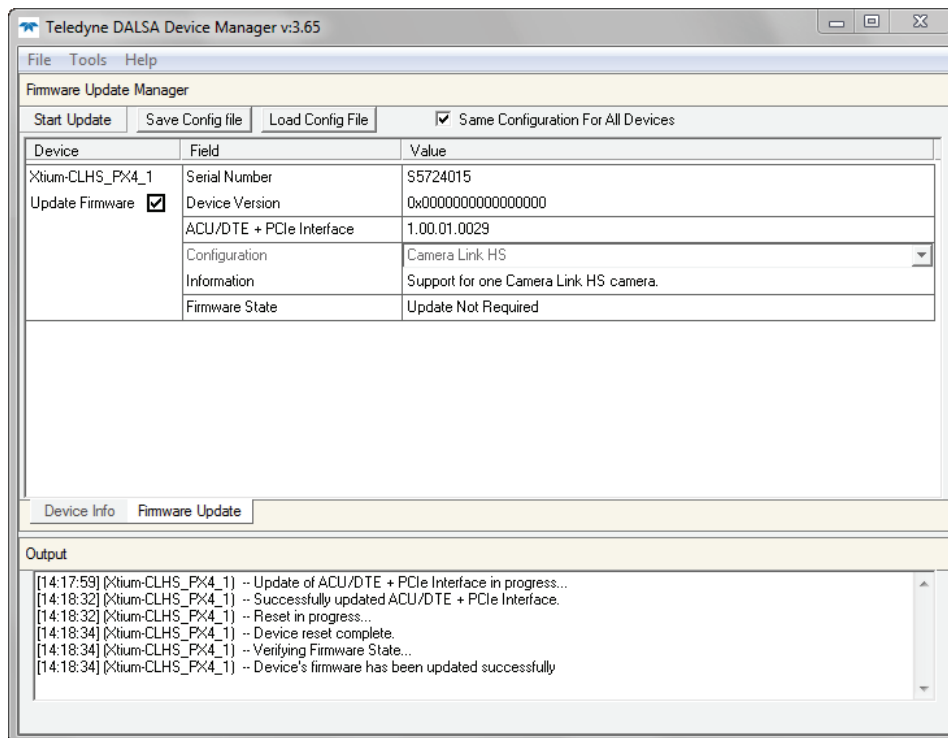 Teledyne DALSA Device Manager v:3.65
File Tools Help
Firmware Update Manager
Start Update Save Config file Load Config File Same Configuration For All Devices
Device Field Value
Xtium-CLHS_PX4_1 Serial Number S5724015
Update Firmware Device Version 0x0000000000000000
ACU/DTE + PCIe Interface 1.00.01.0029
Configuration Camera Link HS
Information Support for one Camera Link HS camera.
Firmware State Update Not Required
Device Info Firmware Update
Output
[14:17:59] (Xtium-CLHS_PX4_1) -- Update of ACU/DTE + PCIe Interface in progress...
[14:18:32] (Xtium-CLHS_PX4_1) -- Successfully updated ACU/DTE + PCIe Interface.
[14:18:32] (Xtium-CLHS_PX4_1) -- Reset in progress...
[14:18:34] (Xtium-CLHS_PX4_1) -- Device reset complete.
[14:18:34] (Xtium-CLHS_PX4_1) -- Verifying Firmware State...
[14:18:34] (Xtium-CLHS_PX4_1) -- Device's firmware has been updated successfully